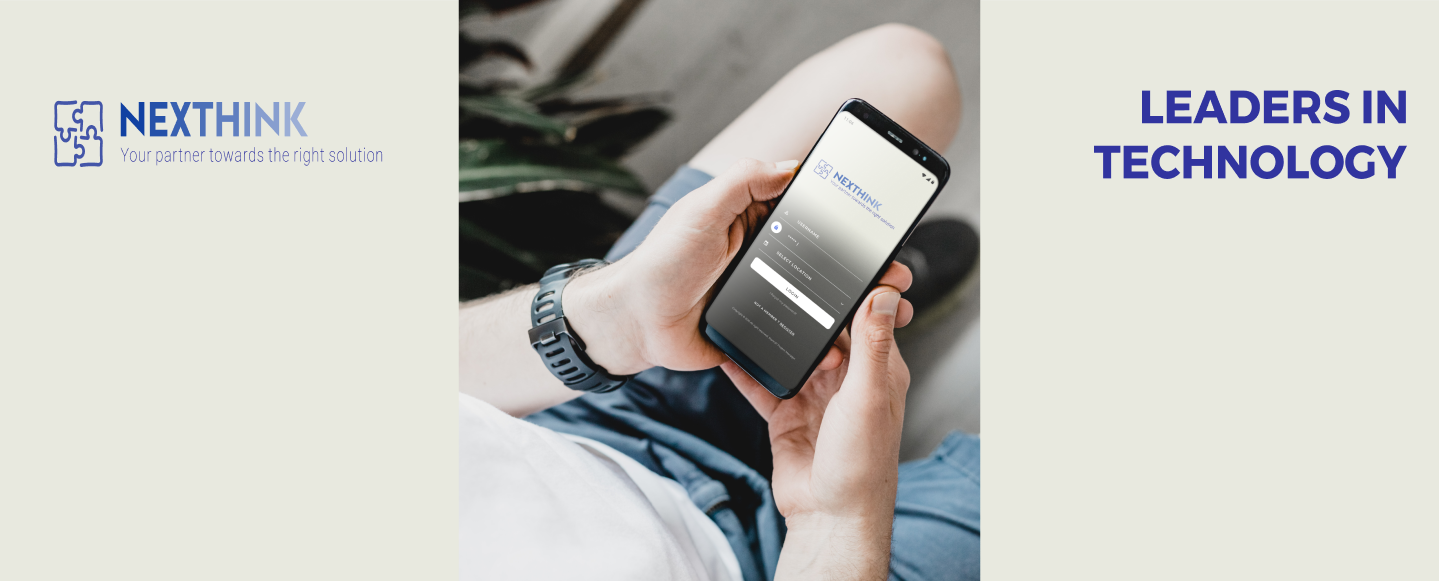 NEXTHINK
Your partner towards the right solution
NEXTHINK
Your partner towards the right solution
USERNAME
SELECT LOCATION
LOGIN
NOT A MEMBER ? REGISTER
LEADERS IN
TECHNOLOGY